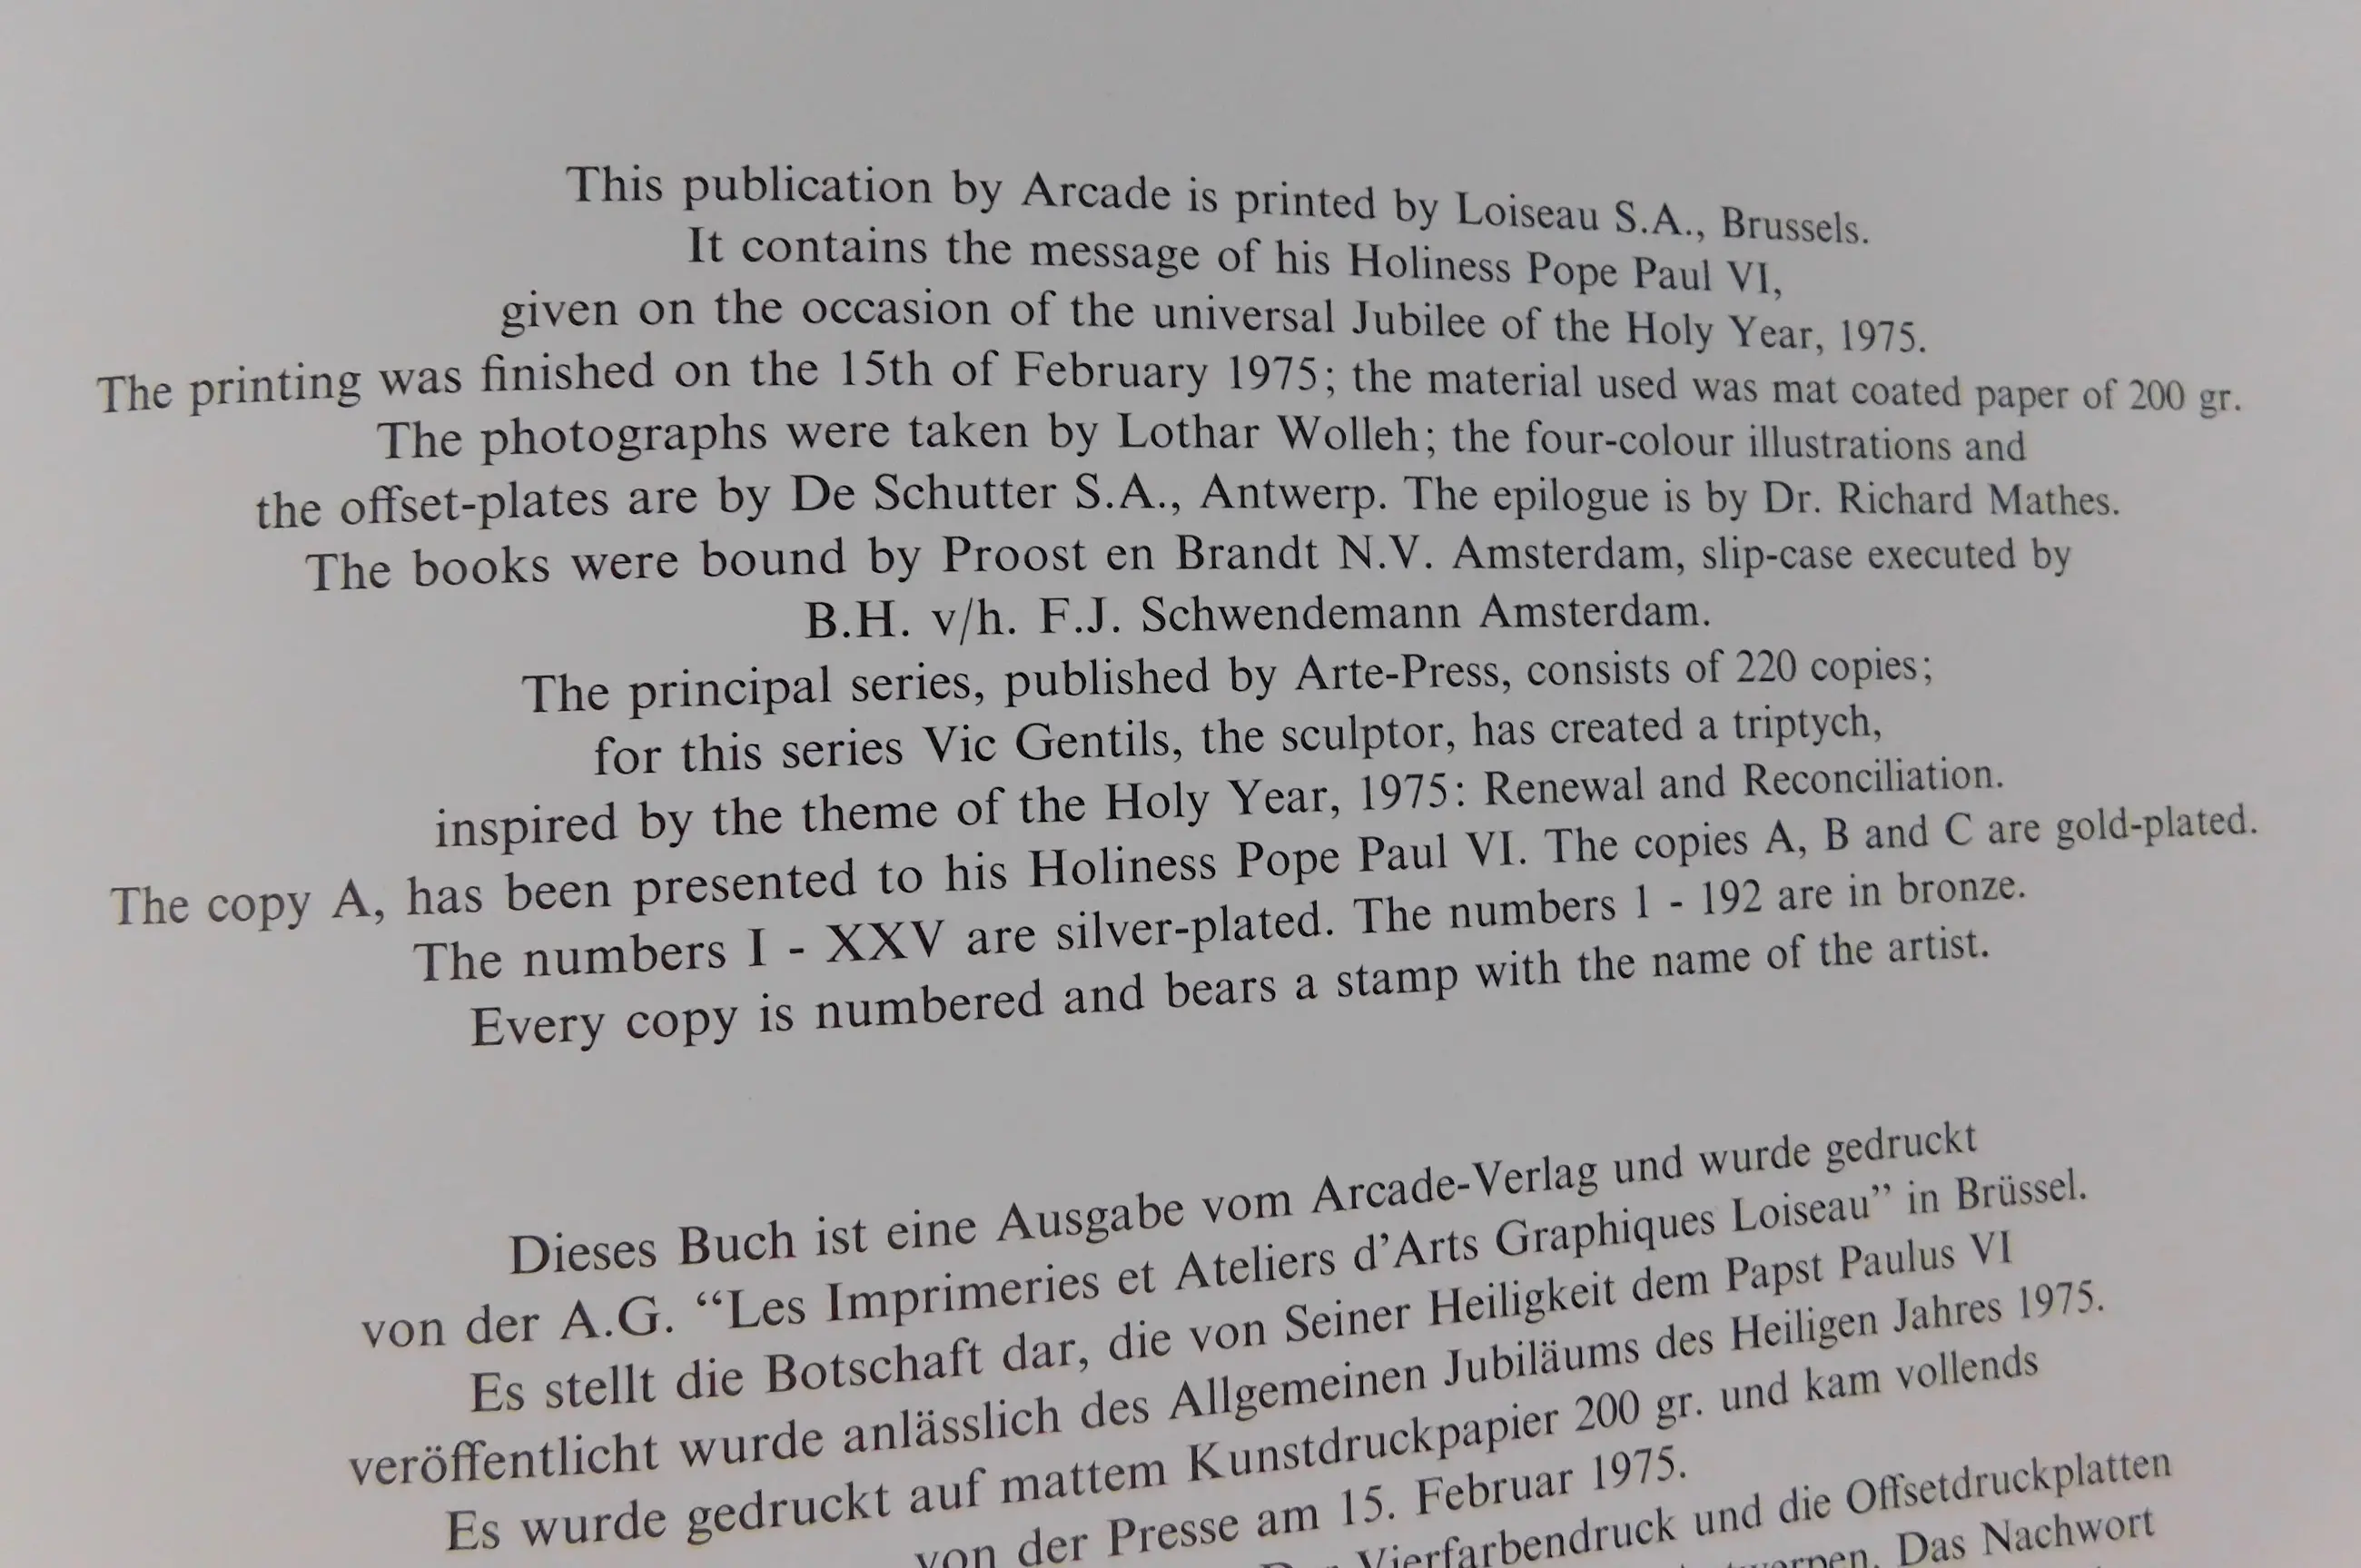 This publication by Arcade is printed by Loiseau S.A., Brussels.
It contains the message of his Holiness Pope Paul VI,
given on the occasion of the universal Jubilee of the Holy Year, 1975.
The printing was finished on the 15th of February 1975; the material used was mat coated paper of 200 gr.
The photographs were taken by Lothar Wolleh; the four-colour illustrations and
the offset-plates are by De Schutter S.A., Antwerp. The epilogue is by Dr. Richard Mathes.
The books were bound by Proost en Brandt N.V. Amsterdam, slip-case executed by
B.H. v/h. F.J. Schwendemann Amsterdam.
The principal series, published by Arte-Press, consists of 220 copies;
for this series Vic Gentils, the sculptor, has created a triptych,
inspired by the theme of the Holy Year, 1975: Renewal and Reconciliation.
The copy A, has been presented to his Holiness Pope Paul VI. The copies A, B and C are gold-plated.
The numbers I - XXV are silver-plated. The numbers 1 - 192 are in bronze.
Every copy is numbered and bears a stamp with the name of the artist.
Dieses Buch ist eine Ausgabe vom Arcade-Verlag und wurde gedruckt
von der A.G. “Les Imprimeries et Ateliers d’Arts Graphiques Loiseau” in Brüssel.
Es stellt die Botschaft dar, die von Seiner Heiligkeit dem Papst Paulus VI
veröffentlicht wurde anlässlich des Allgemeinen Jubiläums des Heiligen Jahres 1975.
Es wurde gedruckt auf mattem Kunstdruckpapier 200 gr. und kam vollends
von der Presse am 15. Februar 1975.
Vierfarbendruck und die Offsetdruckplatten
Das Nachwort